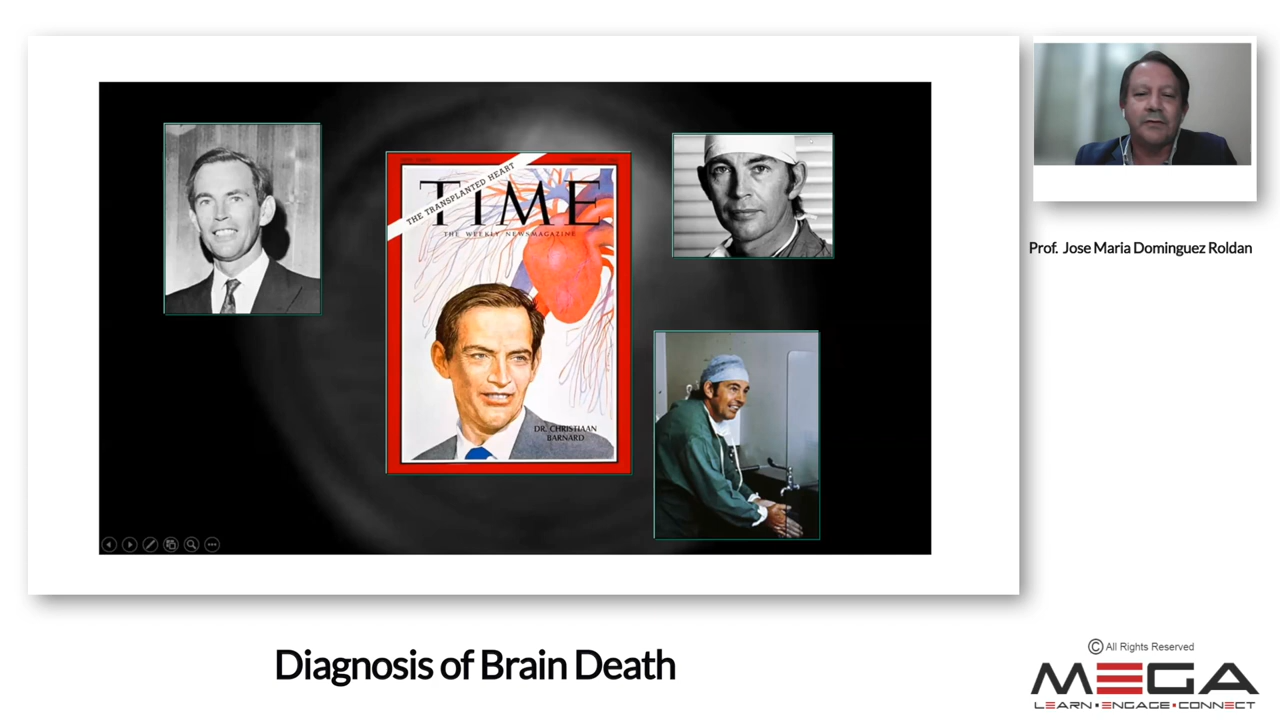 THE TRANSPLANTED HEART
TIME
THE WEEKLY NEWSMAGAZINE
DR. CHRISTIAAN
BARNARD
Prof. Jose Maria Dominguez Roldan
Diagnosis of Brain Death
© All Rights Reserved
MEGA
LEARN▪ENGAGE▪CONNECT